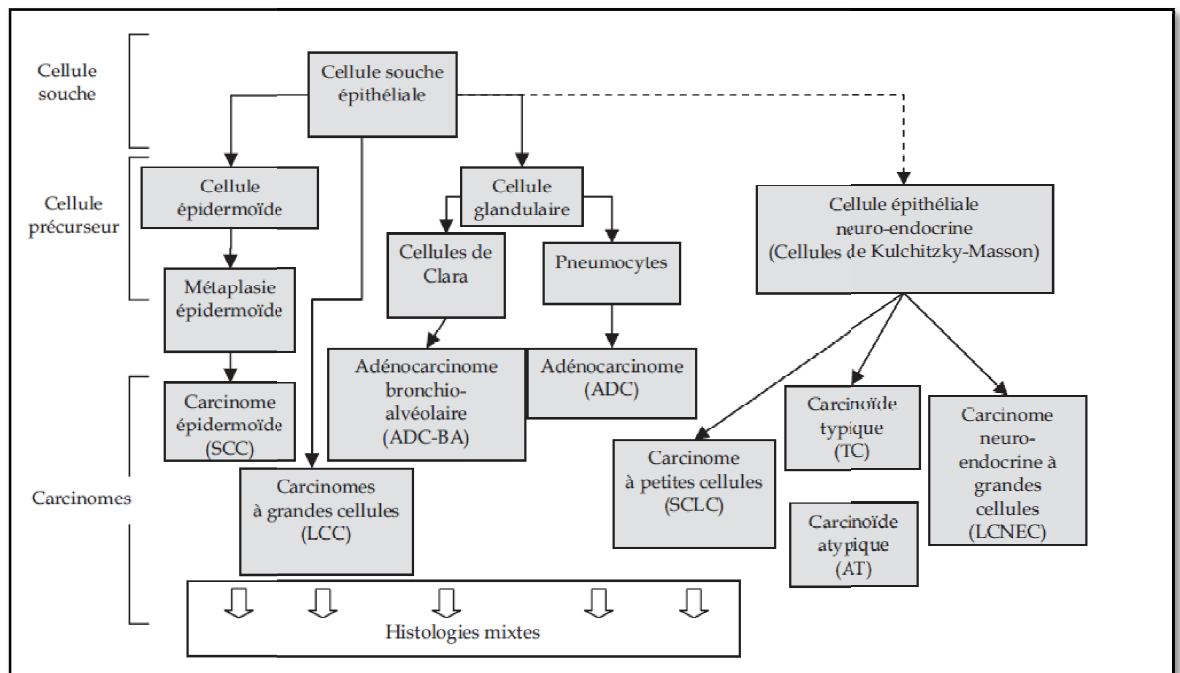 Cellule
souche
Cellule souche
épithéliale
Cellule
précurseur
Cellule
épidermoïde
Cellule
glandulaire
Cellule épithéliale
neuro-endocrine
(Cellules de Kulchitzky-Masson)
Métaplasie
épidermoïde
Cellules de
Clara
Pneumocytes
Carcinomes
Carcinome
épidermoïde
(SCC)
Carcinomes
à grandes cellules
(LCC)
Adénocarcinome
bronchio-
alvéolaire
(ADC-BA)
Adénocarcinome
(ADC)
Carcinome
à petites cellules
(SCLC)
Carcinoïde
typique
(TC)
Carcinoïde
atypique
(AT)
Carcinome
neuro-
endocrine à
grandes
cellules
(LCNEC)
Histologies mixtes